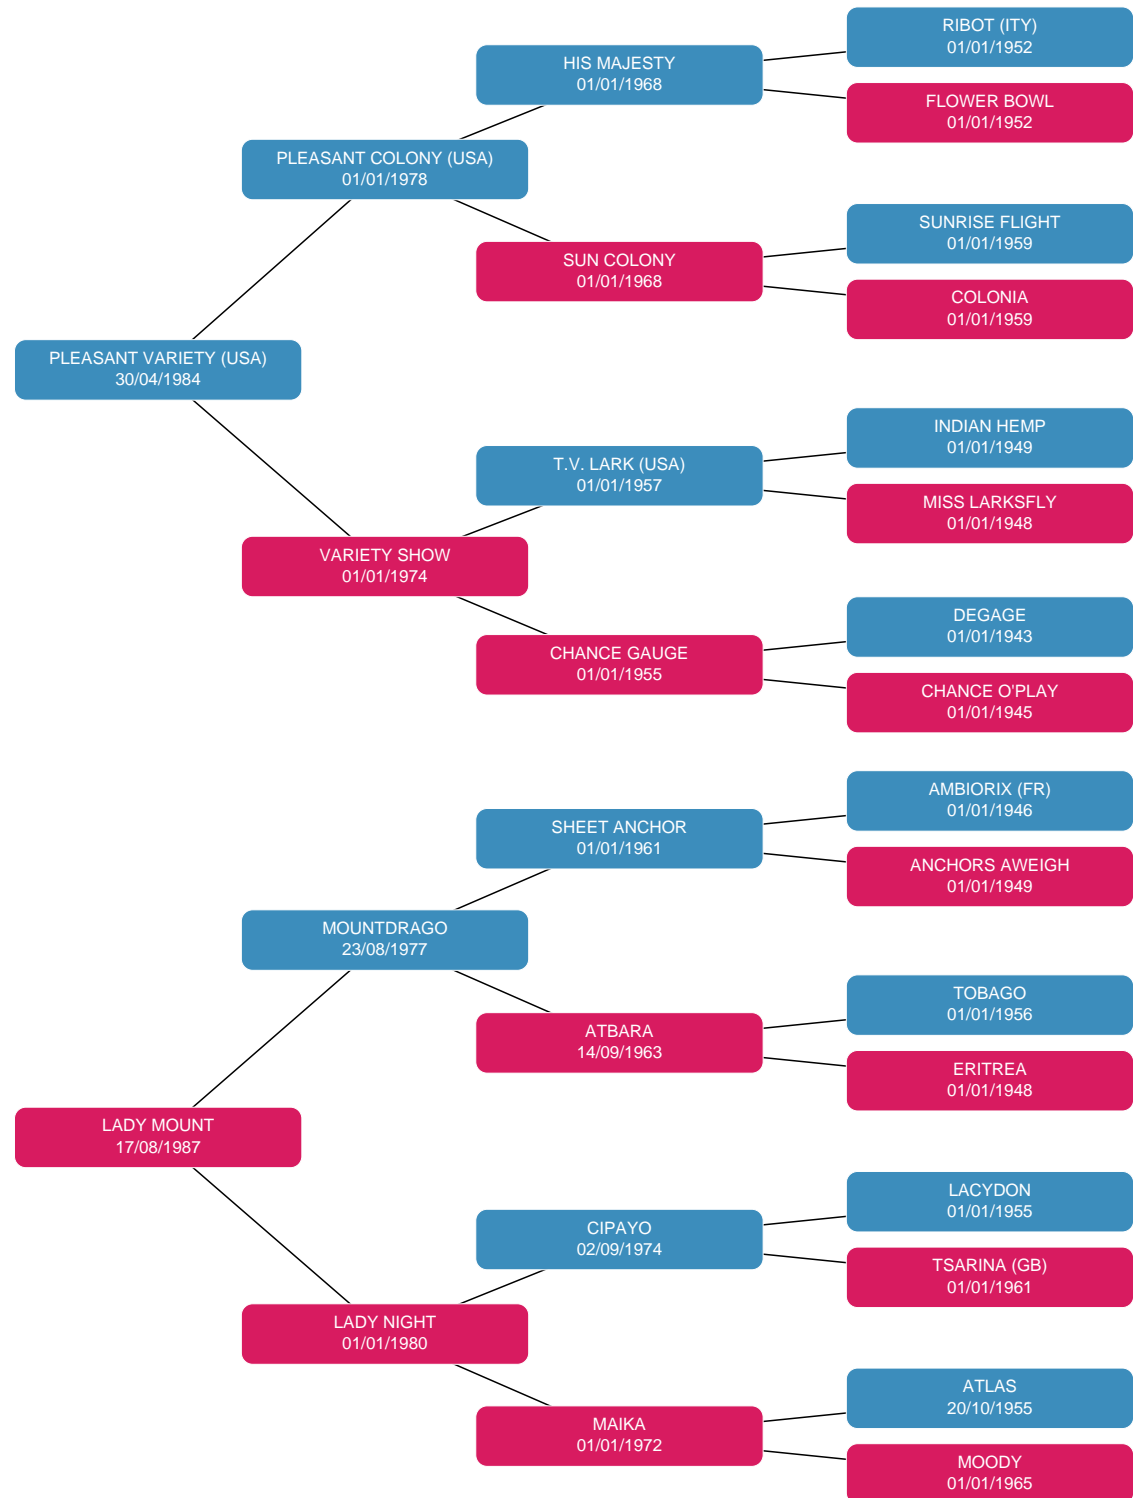 RIBOT (ITY)
01/01/1952
HIS MAJESTY
01/01/1968
FLOWER BOWL
01/01/1952
PLEASANT COLONY (USA)
01/01/1978
SUNRISE FLIGHT
01/01/1959
SUN COLONY
01/01/1968
COLONIA
01/01/1959
PLEASANT VARIETY (USA)
30/04/1984
INDIAN HEMP
01/01/1949
T.V. LARK (USA)
01/01/1957
MISS LARKSFLY
01/01/1948
VARIETY SHOW
01/01/1974
DEGAGE
01/01/1943
CHANCE GAUGE
01/01/1955
CHANCE O'PLAY
01/01/1945
AMBIORIX (FR)
01/01/1946
SHEET ANCHOR
01/01/1961
ANCHORS AWEIGH
01/01/1949
MOUNTDRAGO
23/08/1977
TOBAGO
01/01/1956
ATBARA
14/09/1963
ERITREA
01/01/1948
LADY MOUNT
17/08/1987
LACYDON
01/01/1955
CIPAYO
02/09/1974
TSARINA (GB)
01/01/1961
LADY NIGHT
01/01/1980
ATLAS
20/10/1955
MAIKA
01/01/1972
MOODY
01/01/1965